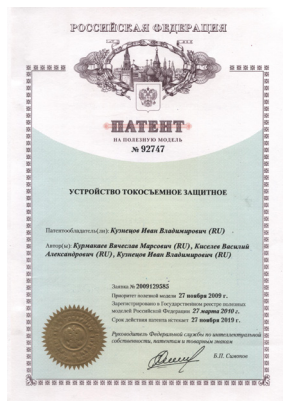 РОССИЙСКАЯ ФЕДЕРАЦИЯ
ПАТЕНТ
НА ПОЛЕЗНУЮ МОДЕЛЬ
№ 92747
УСТРОЙСТВО ТОКОСЪЕМНОЕ ЗАЩИТНОЕ
Патентообладатель(ли): Кузнецов Иван Владимирович (RU)
Автор(ы): Курмакаев Вячеслав Марсович (RU), Киселев Василий
Александрович (RU), Кузнецов Иван Владимирович (RU)
Заявка № 2009129585
Приоритет полезной модели 27 ноября 2009 г.
Зарегистрировано в Государственном реестре полезных
моделей Российской Федерации 27 марта 2010 г.
Срок действия патента истекает 27 ноября 2019 г.
Руководитель Федеральной службы по интеллектуальной
собственности, патентам и товарным знакам
Б.П. Симонов